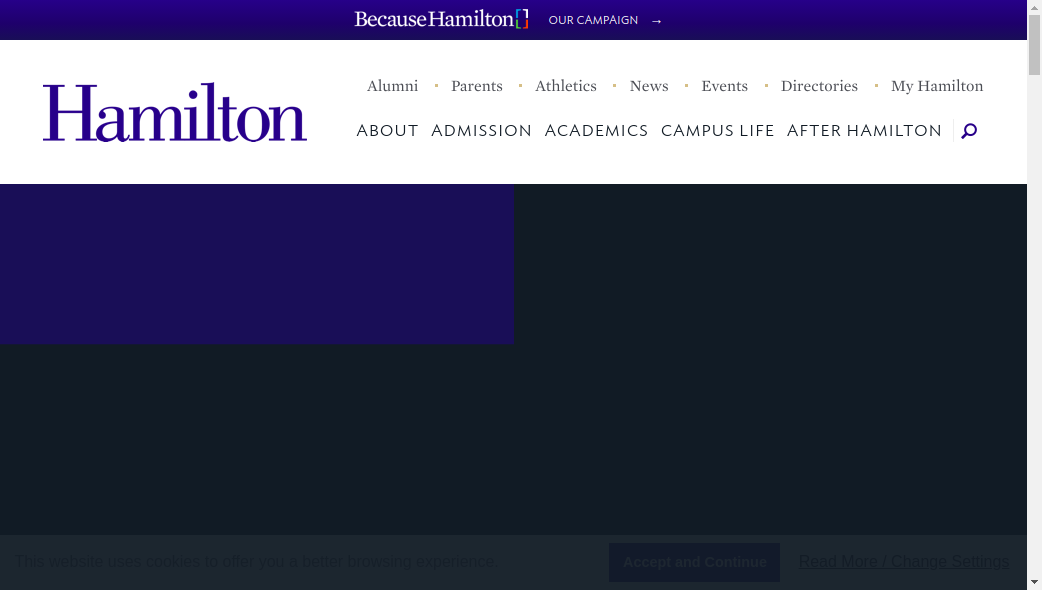 BecauseHamilton[] OUR CAMPAIGN →
Hamilton
Alumni Parents Athletics News Events Directories My Hamilton
ABOUT ADMISSION ACADEMICS CAMPUS LIFE AFTER HAMILTON
This website uses cookies to offer you a better browsing experience.
Accept and Continue
Read More / Change Settings